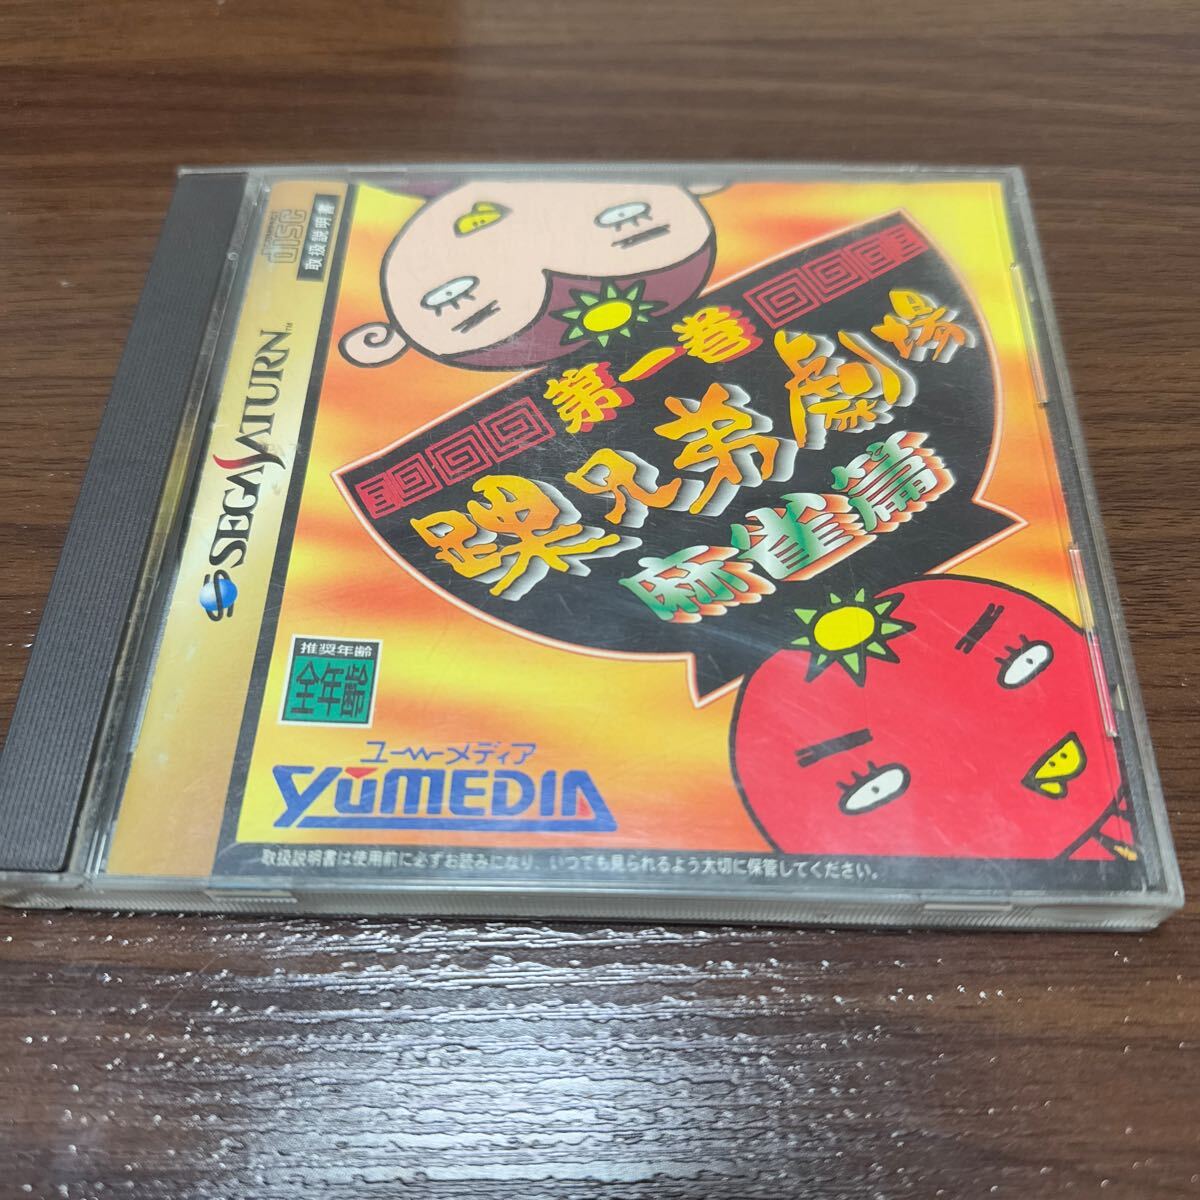 COMPACT
disc
取扱説明書
SEGA SATURN™
第一巻
踝兄弟劇場
麻雀篇
推奨年齢
全年齢
ユーメディア
YUMEDIA
取扱説明書は使用前に必ずお読みになり、いつでも見られるよう大切に保管してください。